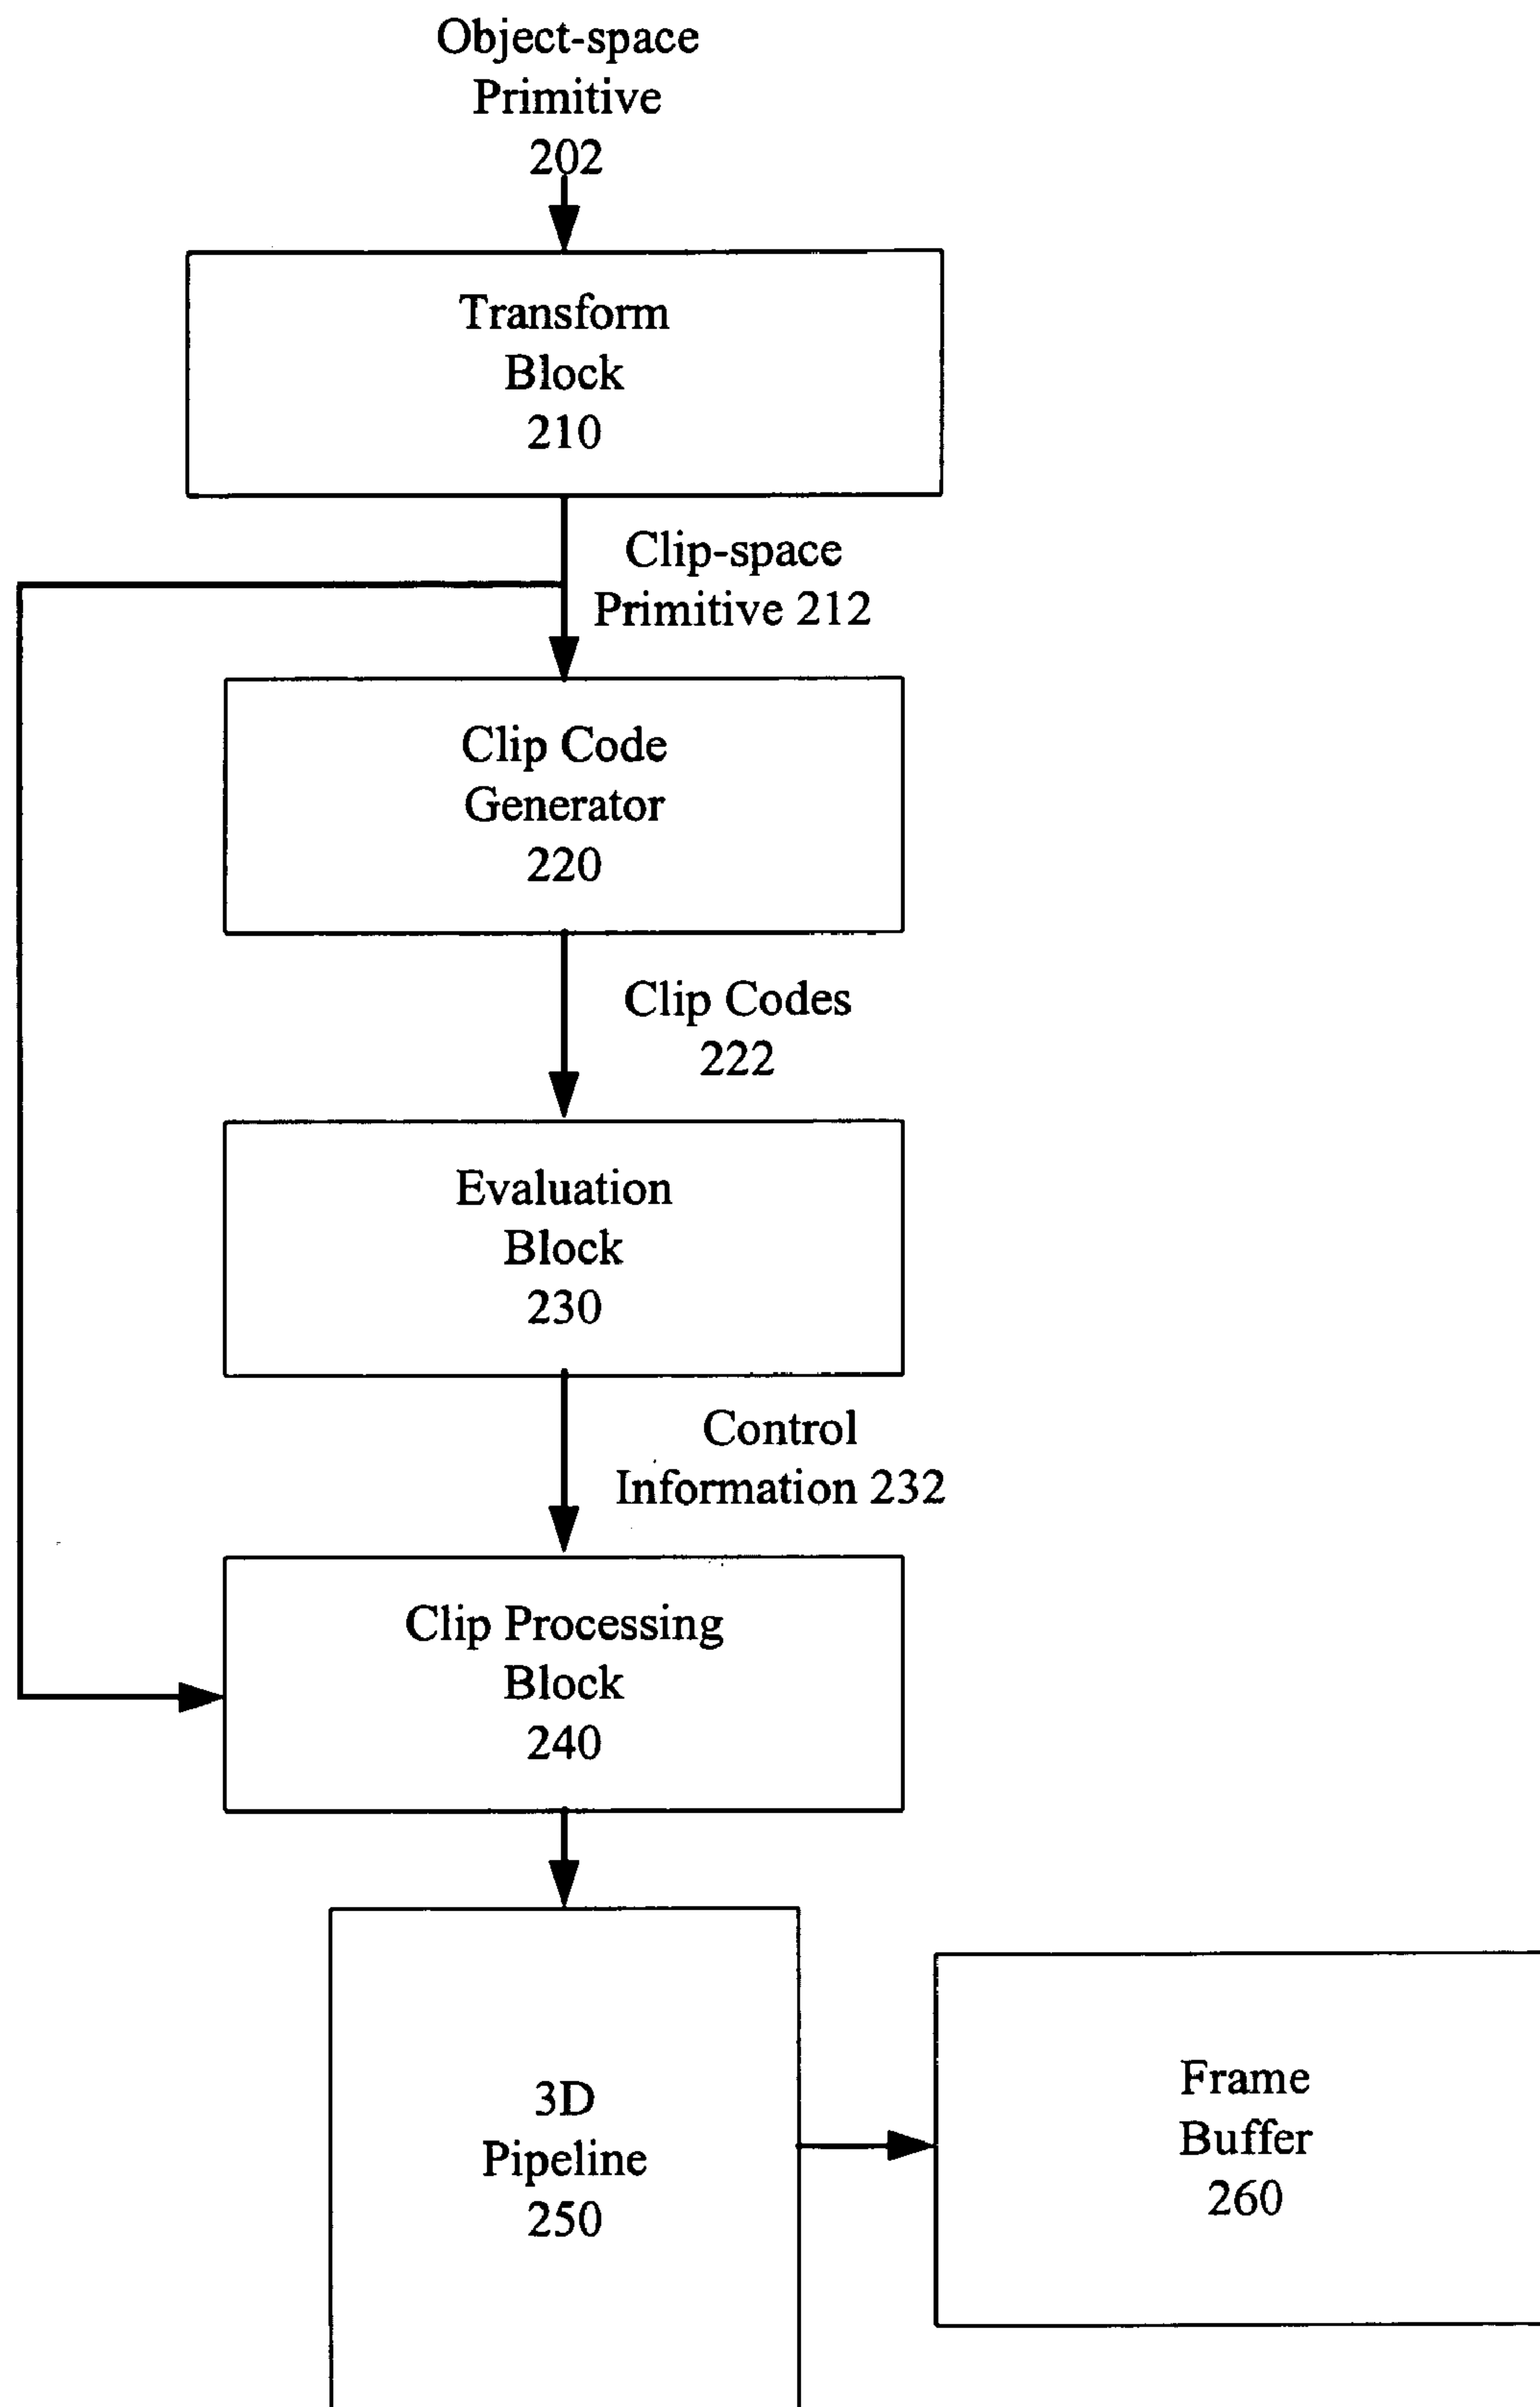 Object-space
Primitive
202
Transform
Block
210
Clip-space
Primitive 212
Clip Code
Generator
220
Clip Codes
222
Evaluation
Block
230
Control
Information 232
Clip Processing
Block
240
3D
Pipeline
250
Frame
Buffer
260